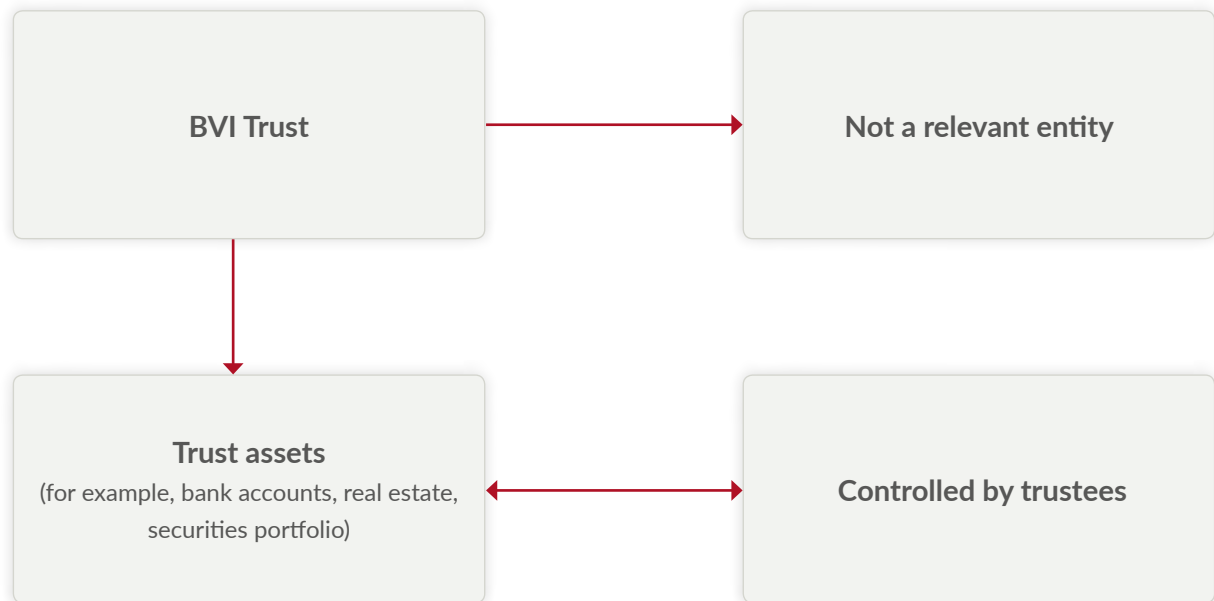 BVI Trust
Not a relevant entity
Trust assets
(for example, bank accounts, real estate,
securities portfolio)
Controlled by trustees